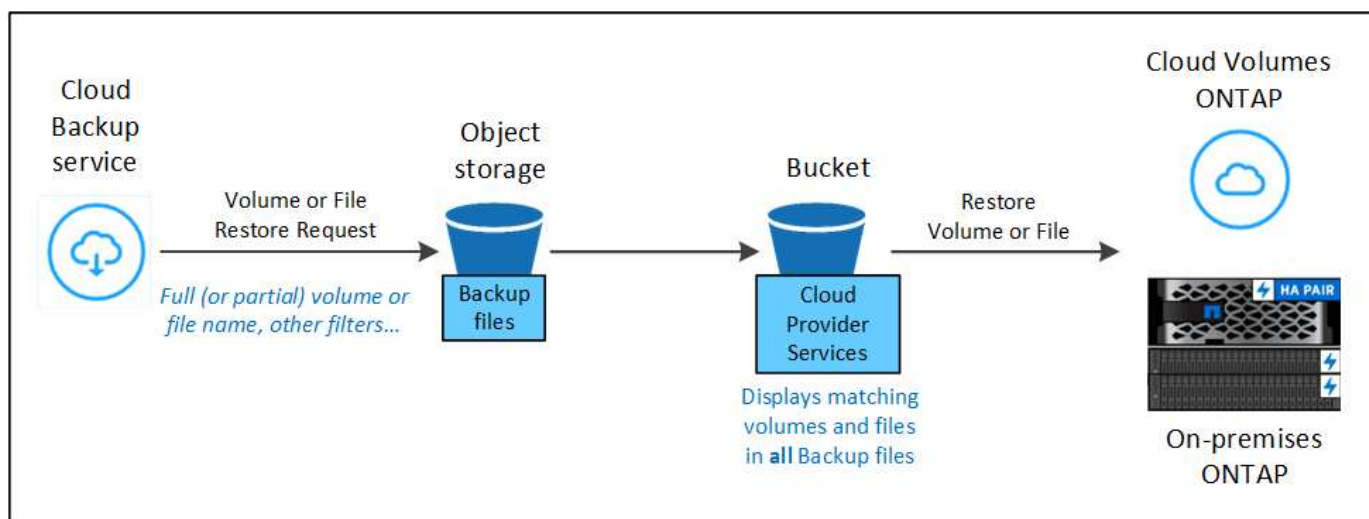 Cloud
Backup
service
Volume or File
Restore Request
Full (or partial) volume or
file name, other filters...
Object
storage
Backup
files
Bucket
Cloud
Provider
Services
Displays matching
volumes and files
in all Backup files
Restore
Volume or File
Cloud Volumes
ONTAP
HA PAIR
On-premises
ONTAP